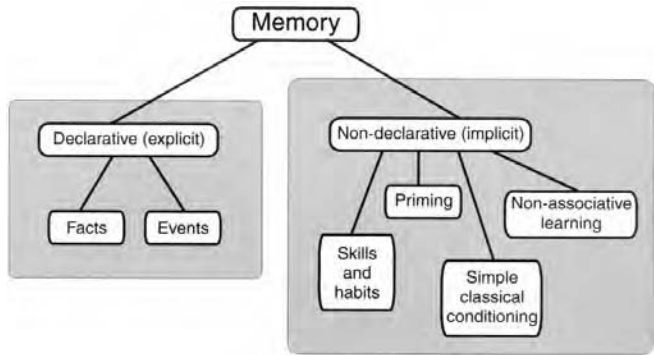 Memory
Declarative (explicit)
Facts
Events
Non-declarative (implicit)
Priming
Non-associative
learning
Skills
and
habits
Simple
classical
conditioning